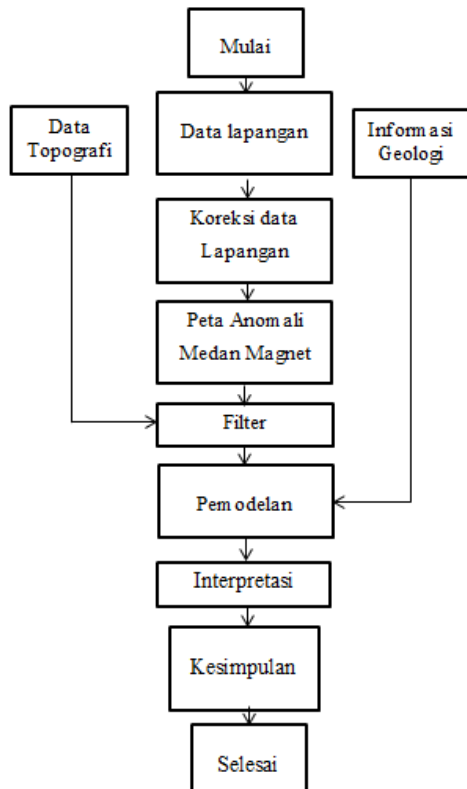 Mulai
Data
Topografi
Data lapangan
Informasi
Geologi
Koreksi data
Lapangan
Peta Anomali
Medan Magnet
Filter
Pemodelan
Interpretasi
Kesimpulan
Selesai